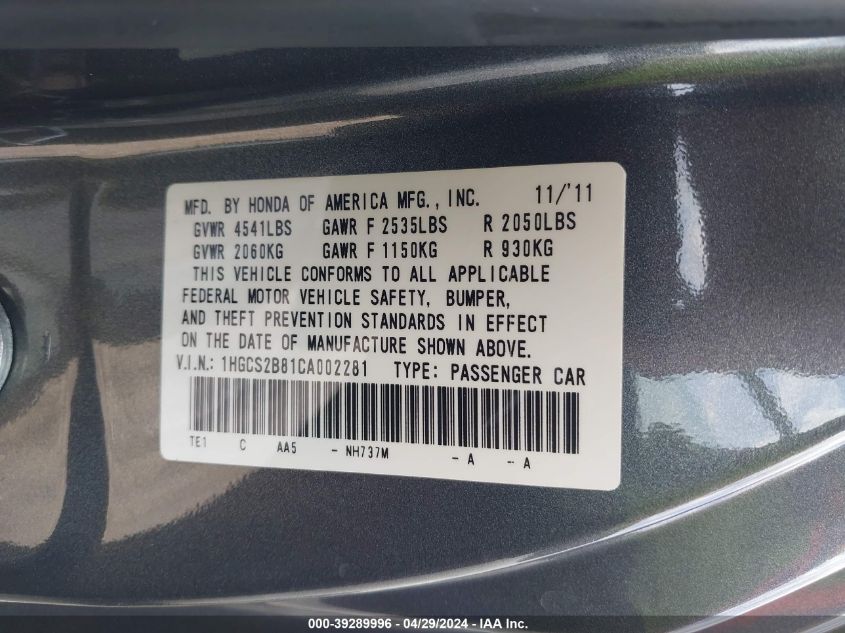 MFD. BY HONDA OF AMERICA MFG., INC. 11/'11
GVWR 4541LBS GAWR F 2535LBS R 2050LBS
GVWR 2060KG GAWR F 1150KG R 930KG
THIS VEHICLE CONFORMS TO ALL APPLICABLE
FEDERAL MOTOR VEHICLE SAFETY, BUMPER,
AND THEFT PREVENTION STANDARDS IN EFFECT
ON THE DATE OF MANUFACTURE SHOWN ABOVE.
V.I.N.: 1HGCS2B81CA002281 TYPE: PASSENGER CAR
TE1 C AA5 - NH737M - A - A
000-39289996 - 04/29/2024 - IAA Inc.